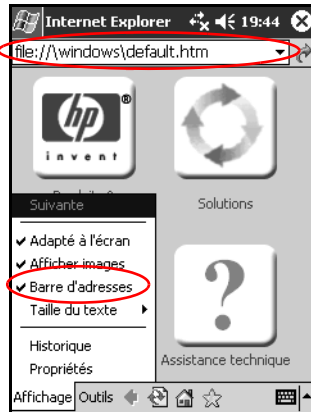 Internet Explorer 19:44
file://\windows\default.htm
hp
invent
Solutions
Suivante
Adapté à l'écran
Afficher images
Barre d'adresses
Taille du texte
Historique
Propriétés
Assistance technique
Affichage Outils